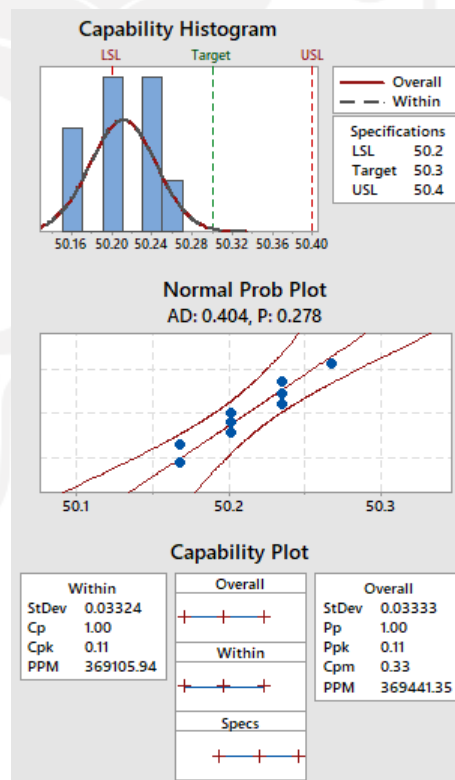 Capability Histogram
LSL Target USL
Overall
Within
Specifications
LSL 50.2
Target 50.3
USL 50.4
50.16 50.20 50.24 50.28 50.32 50.36 50.40
Normal Prob Plot
AD: 0.404, P: 0.278
50.1 50.2 50.3
Capability Plot
Within
StDev 0.03324
Cp 1.00
Cpk 0.11
PPM 369105.94
Overall
Within
Specs
Overall
StDev 0.03333
Pp 1.00
Ppk 0.11
Cpm 0.33
PPM 369441.35